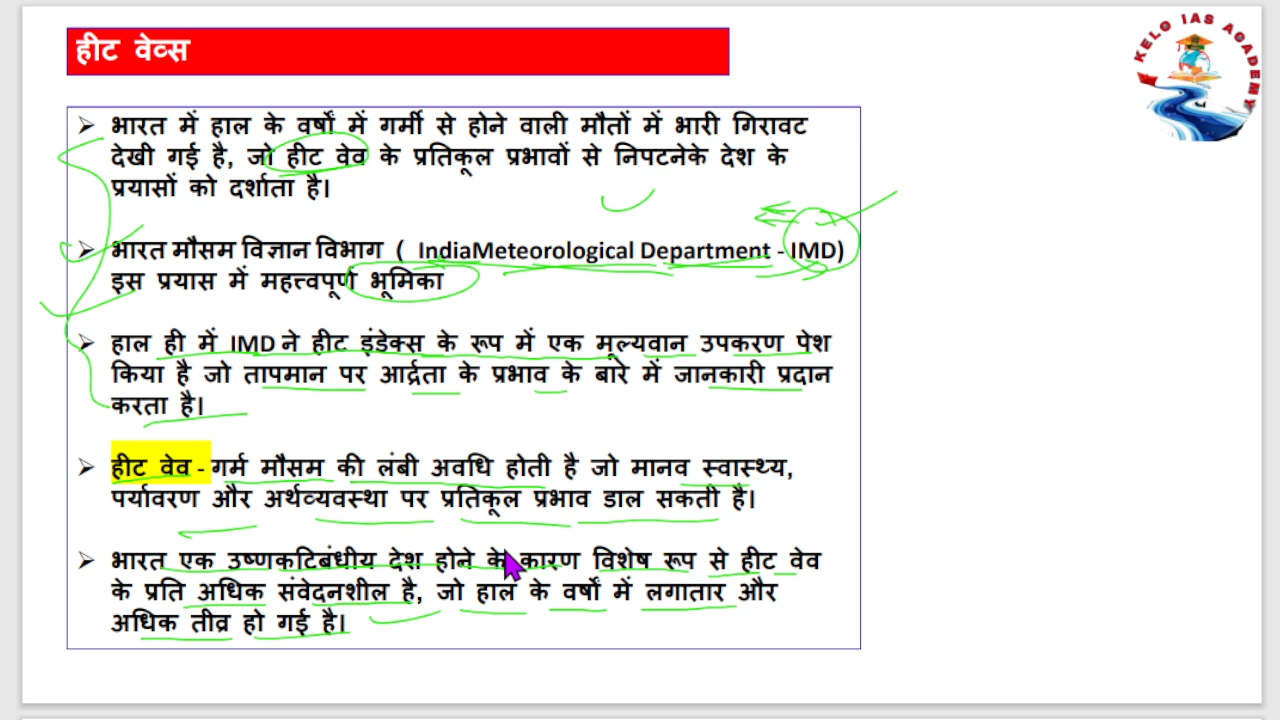 हीट वेव्स
KELO IAS ACADEMY
भारत में हाल के वर्षों में गर्मी से होने वाली मौतों में भारी गिरावट
देखी गई है, जो हीट वेव के प्रतिकूल प्रभावों से निपटनेके देश के
प्रयासों को दर्शाता है।
भारत मौसम विज्ञान विभाग ( IndiaMeteorological Department - IMD)
इस प्रयास में महत्त्वपूर्ण भूमिका
हाल ही में IMD ने हीट इंडेक्स के रूप में एक मूल्यवान उपकरण पेश
किया है जो तापमान पर आर्द्रता के प्रभाव के बारे में जानकारी प्रदान
करता है।
हीट वेव - गर्म मौसम की लंबी अवधि होती है जो मानव स्वास्थ्य,
पर्यावरण और अर्थव्यवस्था पर प्रतिकूल प्रभाव डाल सकती है।
भारत एक उष्णकटिबंधीय देश होने के कारण विशेष रूप से हीट वेव
के प्रति अधिक संवेदनशील है, जो हाल के वर्षों में लगातार और
अधिक तीव्र हो गई है।